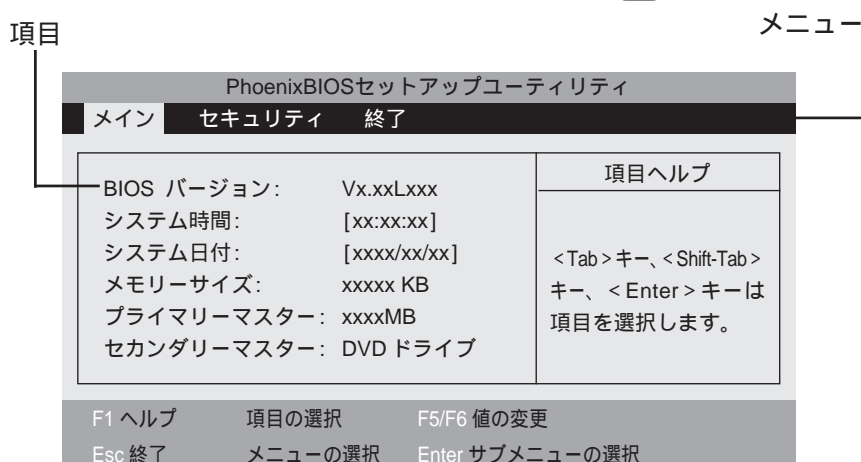 メニュー
項目
PhoenixBIOSセットアップユーティリティ
メイン セキュリティ 終了
BIOS バージョン: Vx.xxLxxx
システム時間: [xx:xx:xx]
システム日付: [xxxx/xx/xx]
メモリーサイズ: xxxxx KB
プライマリーマスター: xxxxMB
セカンダリーマスター: DVD ドライブ
項目ヘルプ
<Tab>キー、<Shift-Tab>
キー、<Enter>キーは
項目を選択します。
F1 ヘルプ 項目の選択 F5/F6 値の変更
Esc 終了 メニューの選択 Enter サブメニューの選択